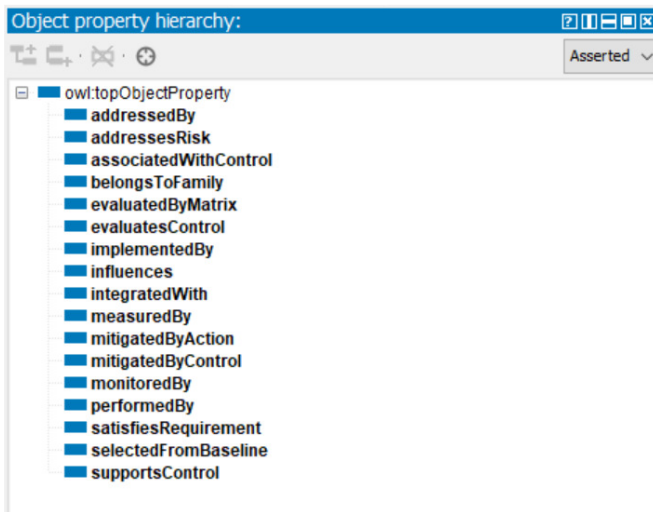 Object property hierarchy:
Asserted
owl:topObjectProperty
addressedBy
addressesRisk
associatedWithControl
belongsToFamily
evaluatedByMatrix
evaluatesControl
implementedBy
influences
integratedWith
measuredBy
mitigatedByAction
mitigatedByControl
monitoredBy
performedBy
satisfiesRequirement
selectedFromBaseline
supportsControl